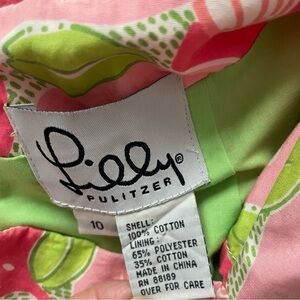 Lilly®
PULITZER
10
SHELL:
100% COTTON
LINING:
65% POLYESTER
35% COTTON
MADE IN CHINA
RN 88189
OVER FOR CARE